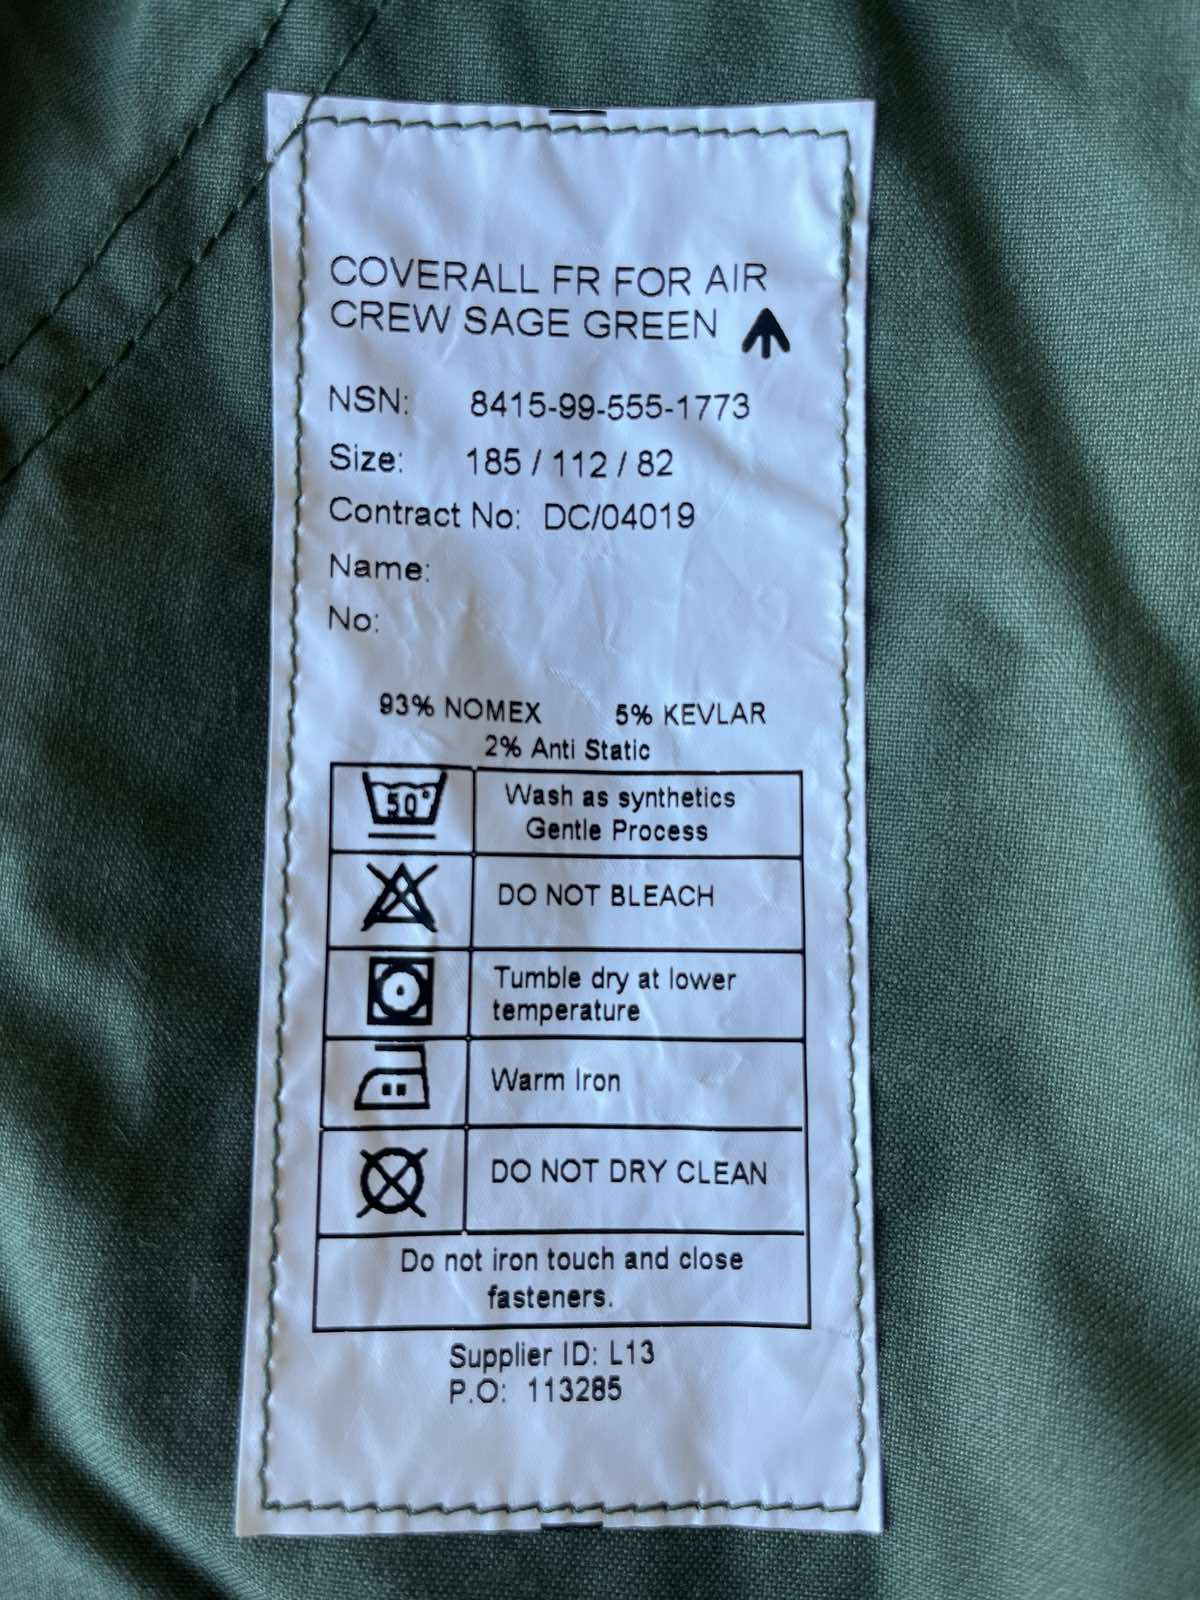 COVERALL FR FOR AIR
CREW SAGE GREEN
NSN: 8415-99-555-1773
Size: 185 / 112 / 82
Contract No: DC/04019
Name:
No:
93% NOMEX 5% KEVLAR
2% Anti Static
50° Wash as synthetics
Gentle Process
DO NOT BLEACH
Tumble dry at lower
temperature
Warm Iron
DO NOT DRY CLEAN
Do not iron touch and close
fasteners.
Supplier ID: L13
P.O: 113285